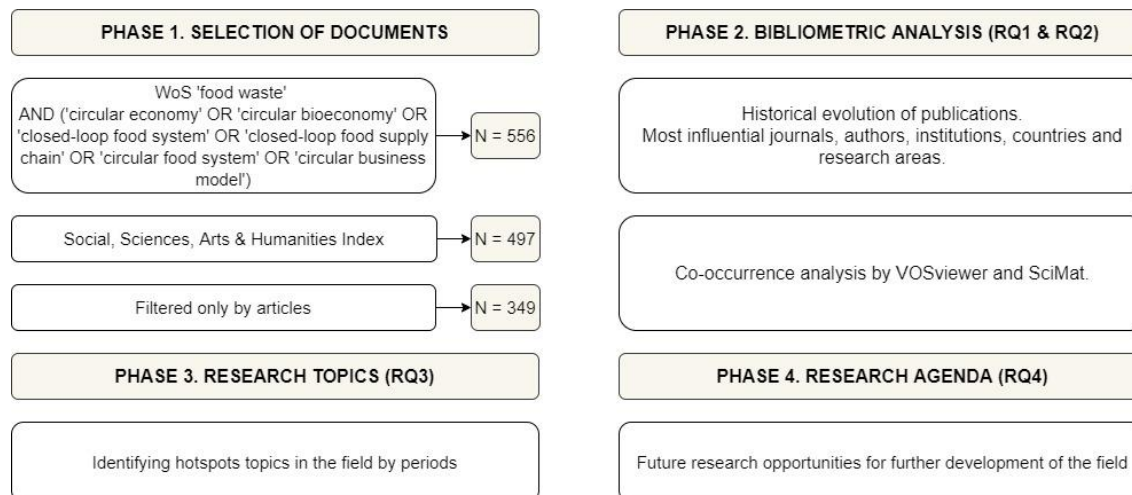 PHASE 1. SELECTION OF DOCUMENTS
WoS 'food waste'
AND ('circular economy' OR 'circular bioeconomy' OR
'closed-loop food system' OR 'closed-loop food supply
chain' OR 'circular food system' OR 'circular business
model')
N = 556
Social, Sciences, Arts & Humanities Index
N = 497
Filtered only by articles
N = 349
PHASE 2. BIBLIOMETRIC ANALYSIS (RQ1 & RQ2)
Historical evolution of publications.
Most influential journals, authors, institutions, countries and
research areas.
Co-occurrence analysis by VOSviewer and SciMat.
PHASE 3. RESEARCH TOPICS (RQ3)
Identifying hotspots topics in the field by periods
PHASE 4. RESEARCH AGENDA (RQ4)
Future research opportunities for further development of the field